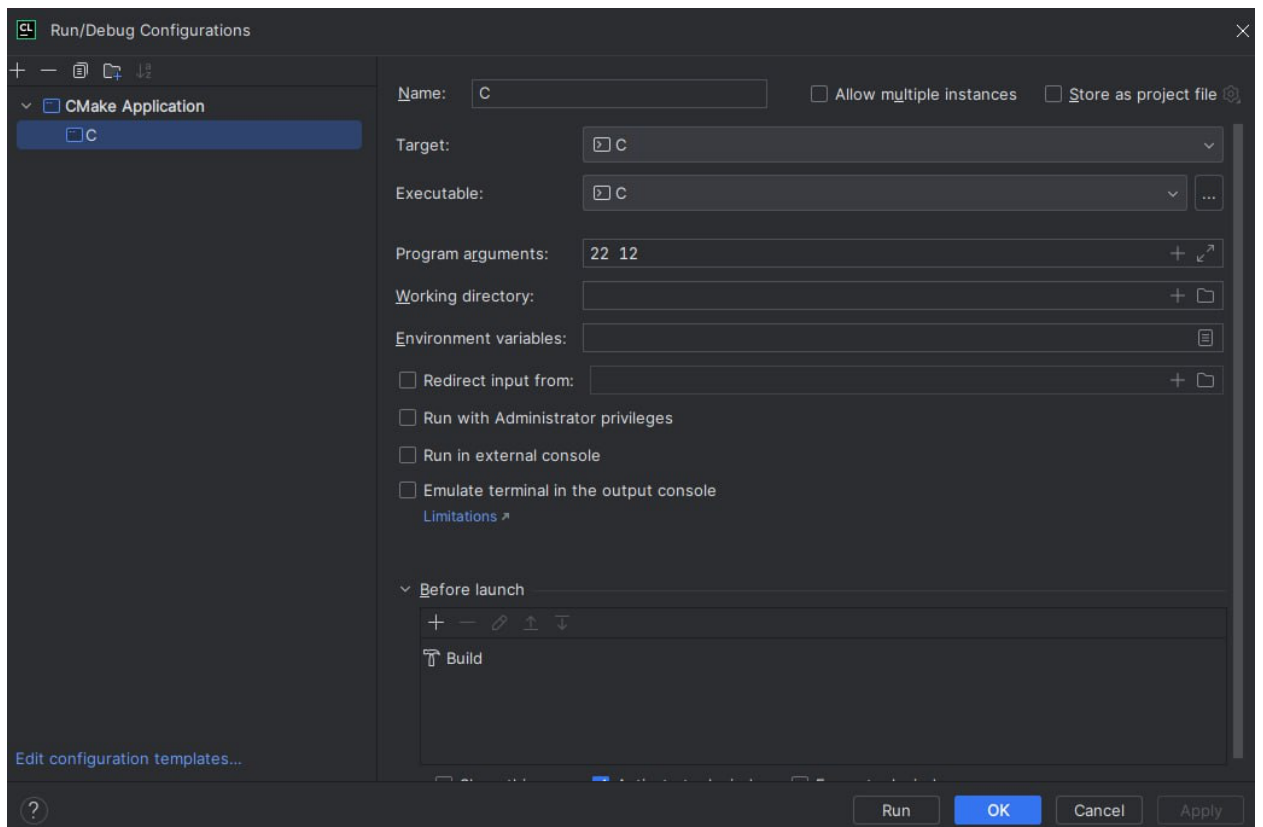 CL Run/Debug Configurations
CMake Application
C
Edit configuration templates...
Name: C
Allow multiple instances
Store as project file
Target: C
Executable: C
...
Program arguments: 22 12
Working directory:
Environment variables:
Redirect input from:
Run with Administrator privileges
Run in external console
Emulate terminal in the output console
Limitations
Before launch
Build
?
Run
OK
Cancel
Apply